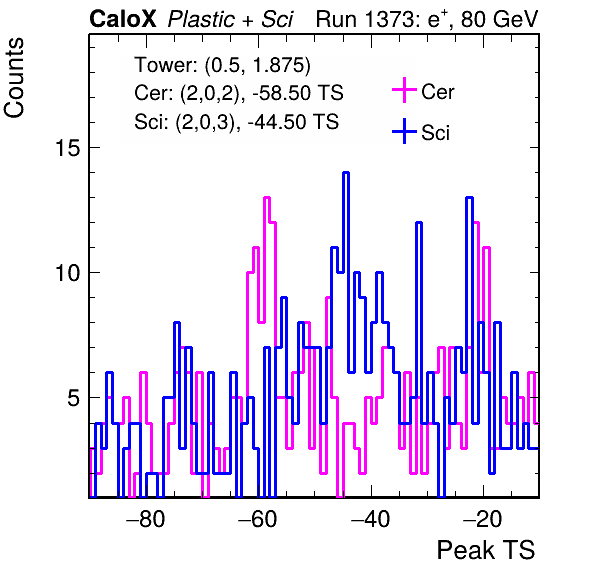 CaloX Plastic + Sci Run 1373: e+, 80 GeV
Counts
Tower: (0.5, 1.875)
Cer: (2,0,2), -58.50 TS
Sci: (2,0,3), -44.50 TS
Cer
Sci
15
10
5
−80 −60 −40 −20
Peak TS